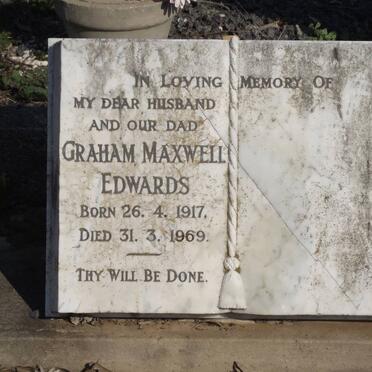 IN LOVING MEMORY OF
MY DEAR HUSBAND
AND OUR DAD
GRAHAM MAXWELL
EDWARDS
BORN 26. 4. 1917.
DIED 31. 3. 1969.
THY WILL BE DONE.